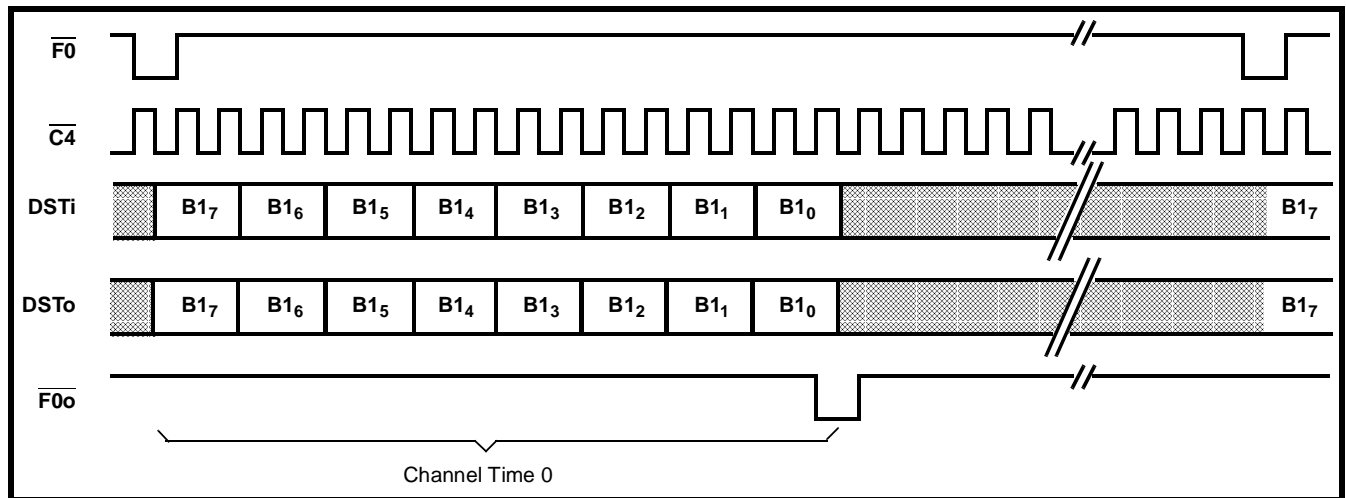 F0
C4
DSTi B1₇ B1₆ B1₅ B1₄ B1₃ B1₂ B1₁ B1₀ B1₇
DSTo B1₇ B1₆ B1₅ B1₄ B1₃ B1₂ B1₁ B1₀ B1₇
F0o
Channel Time 0